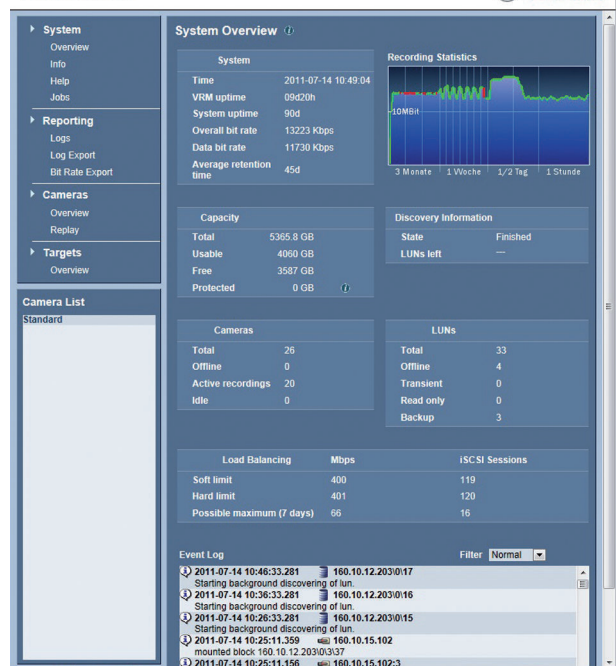 System
Overview
Info
Help
Jobs
Reporting
Logs
Log Export
Bit Rate Export
Cameras
Overview
Replay
Targets
Overview
Camera List
Standard
System Overview
System
Time 2011-07-14 10:49:04
VRM uptime 09d20h
System uptime 90d
Overall bit rate 13223 Kbps
Data bit rate 11730 Kbps
Average retention time 45d
Recording Statistics
10MBit
3 Monate 1 Woche 1/2 Tag 1 Stunde
Capacity
Total 5365.8 GB
Usable 4060 GB
Free 3587 GB
Protected 0 GB
Discovery Information
State Finished
LUNs left ---
Cameras
Total 26
Offline 0
Active recordings 20
Idle 0
LUNs
Total 33
Offline 4
Transient 0
Read only 0
Backup 3
Load Balancing Mbps iSCSI Sessions
Soft limit 400 119
Hard limit 401 120
Possible maximum (7 days) 66 16
Event Log Filter Normal
2011-07-14 10:46:33.281 160.10.12.203\0\17
Starting background discovering of lun.
2011-07-14 10:36:33.281 160.10.12.203\0\16
Starting background discovering of lun.
2011-07-14 10:26:33.281 160.10.12.203\0\15
Starting background discovering of lun.
2011-07-14 10:25:11.359 160.10.15.102
mounted block 160.10.12.203\0\3\37
2011-07-14 10:25:11.156 160.10.15.102:3